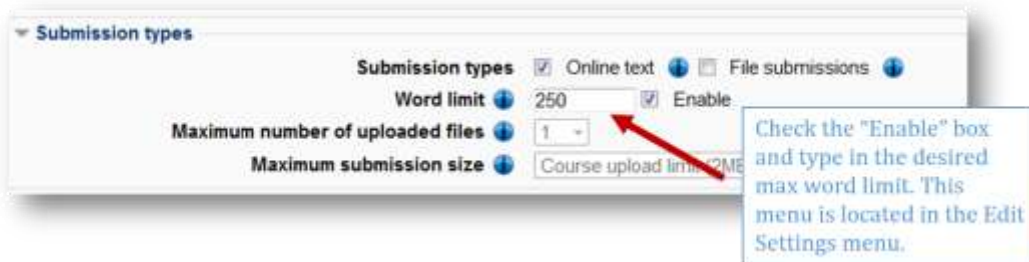 Submission types
Submission types Online text File submissions
Word limit 250 Enable
Maximum number of uploaded files 1
Maximum submission size Course upload limit (2MB
Check the "Enable" box
and type in the desired
max word limit. This
menu is located in the Edit
Settings menu.